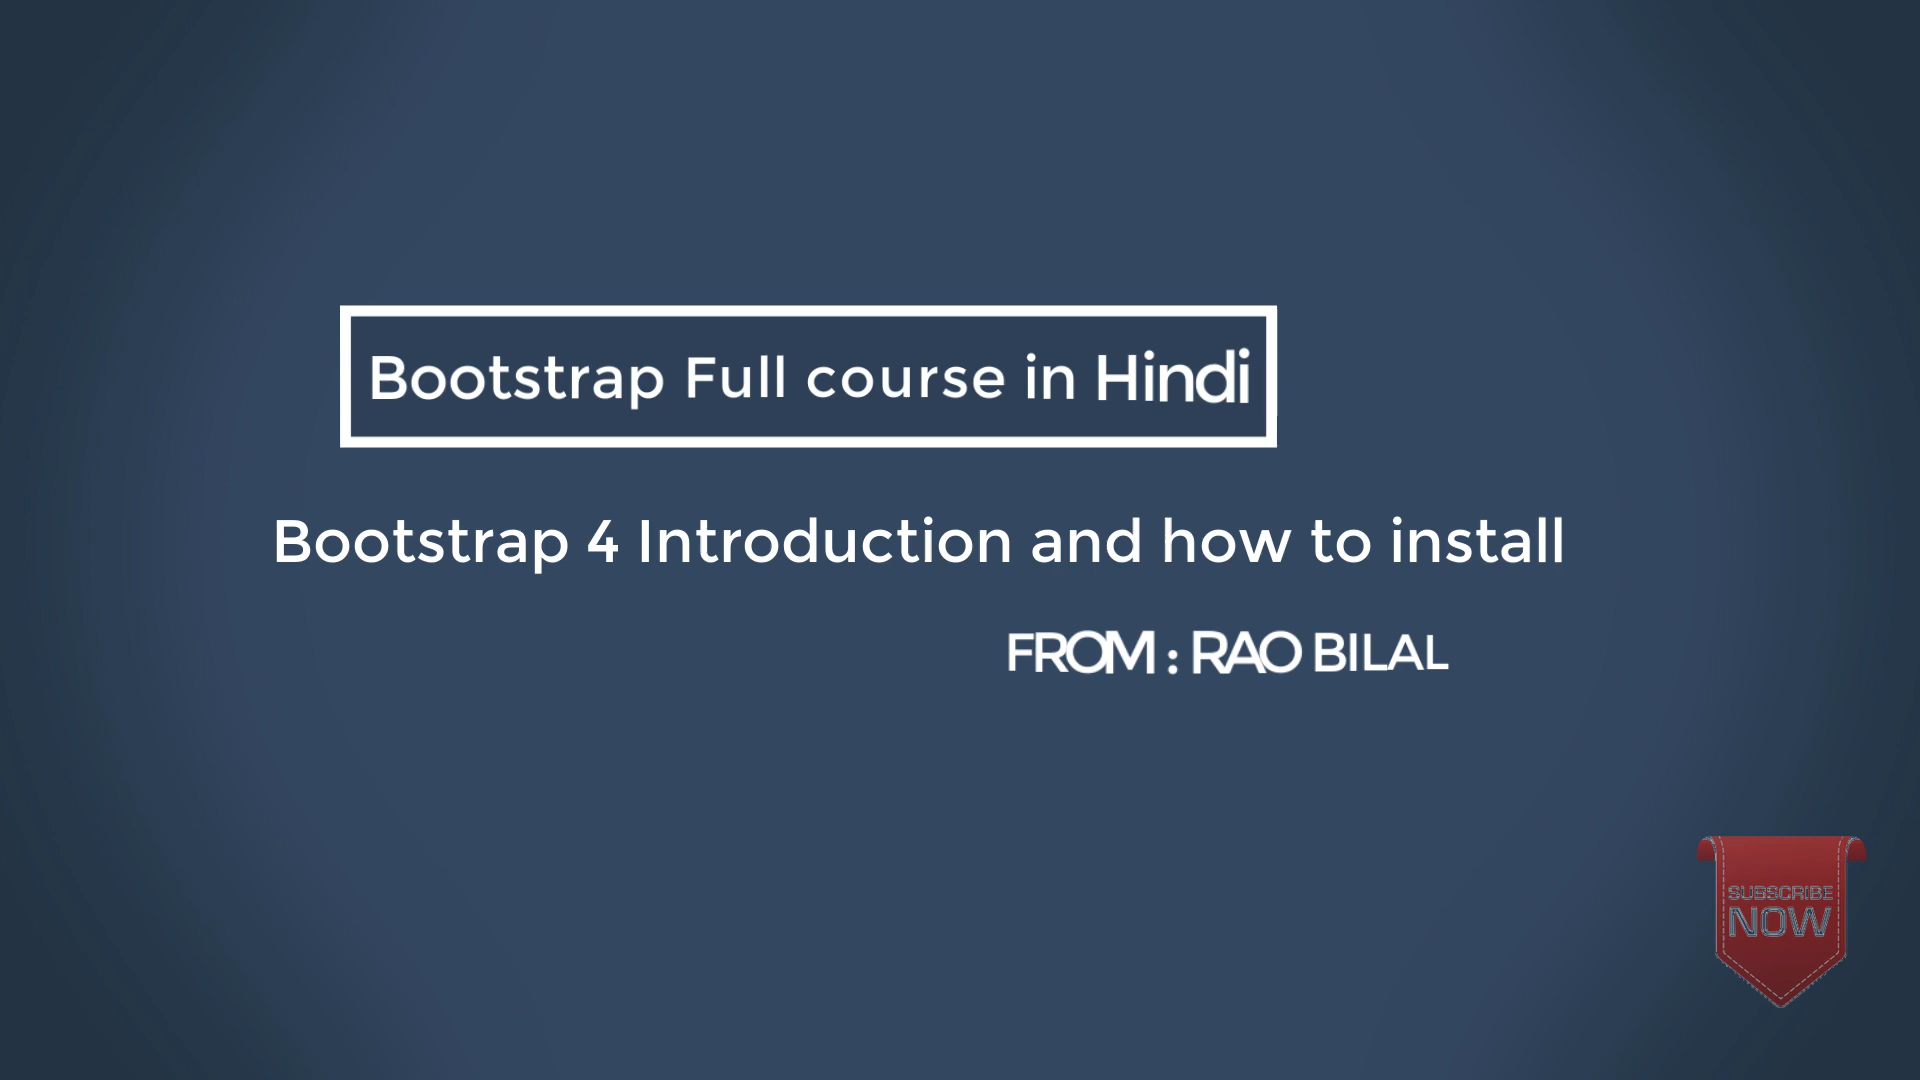 Bootstrap Full course in Hindi
Bootstrap 4 Introduction and how to install
FROM : RAO BILAL
SUBSCRIBE
NOW